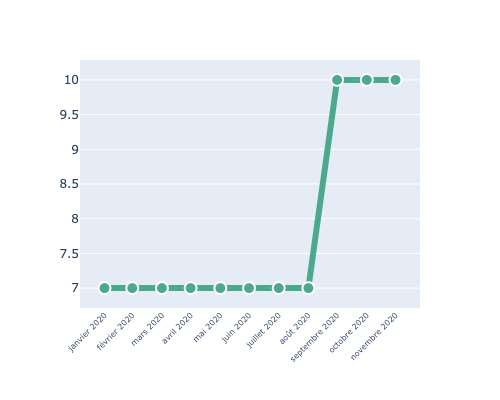 10
9.5
9
8.5
8
7.5
7
janvier 2020
février 2020
mars 2020
avril 2020
mai 2020
juin 2020
juillet 2020
août 2020
septembre 2020
octobre 2020
novembre 2020